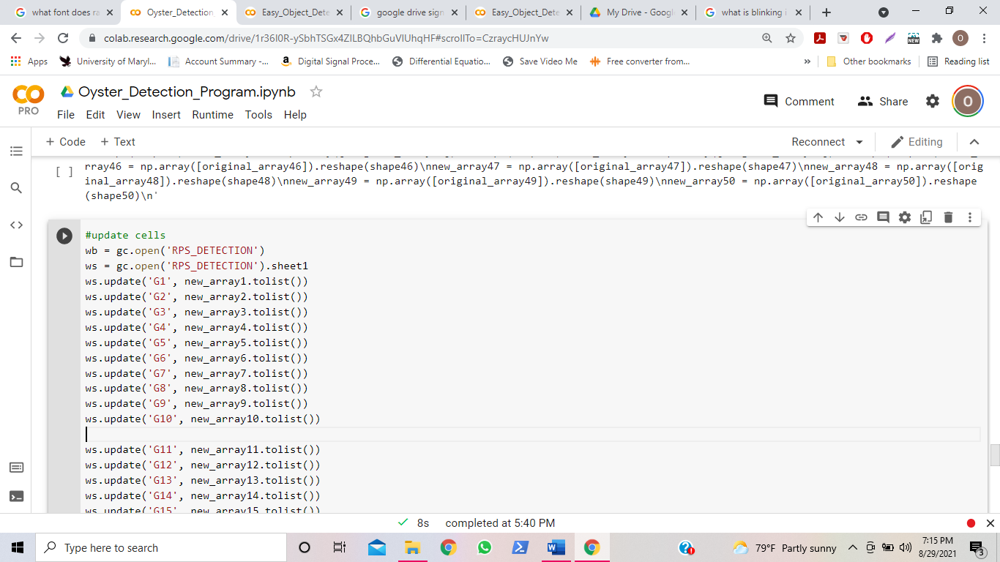 what font does ra
Oyster_Detection
Easy_Object_Dete
google drive sign
Easy_Object_Dete
My Drive - Googl
what is blinking i
colab.research.google.com/drive/1r36I0R-ySbhTSGx4ZILBQhbGuVlUhqHF#scrollTo=CzraycHUJnYw
NEW
O
Apps
University of Maryl...
Account Summary -...
Digital Signal Proce...
Differential Equatio...
Save Video Me
Free converter from...
»
Other bookmarks
Reading list
PRO
Oyster_Detection_Program.ipynb
File Edit View Insert Runtime Tools Help
Comment
Share
O
+ Code + Text
Reconnect
Editing
[ ]
rray46 = np.array([original_array46]).reshape(shape46)\nnew_array47 = np.array([original_array47]).reshape(shape47)\nnew_array48 = np.array([orig
inal_array48]).reshape(shape48)\nnew_array49 = np.array([original_array49]).reshape(shape49)\nnew_array50 = np.array([original_array50]).reshape
(shape50)\n'
#update cells
wb = gc.open('RPS_DETECTION')
ws = gc.open('RPS_DETECTION').sheet1
ws.update('G1', new_array1.tolist())
ws.update('G2', new_array2.tolist())
ws.update('G3', new_array3.tolist())
ws.update('G4', new_array4.tolist())
ws.update('G5', new_array5.tolist())
ws.update('G6', new_array6.tolist())
ws.update('G7', new_array7.tolist())
ws.update('G8', new_array8.tolist())
ws.update('G9', new_array9.tolist())
ws.update('G10', new_array10.tolist())
ws.update('G11', new_array11.tolist())
ws.update('G12', new_array12.tolist())
ws.update('G13', new_array13.tolist())
ws.update('G14', new_array14.tolist())
ws.update('G15', new_array15.tolist())
8s completed at 5:40 PM
Type here to search
79°F Partly sunny
7:15 PM
8/29/2021
3